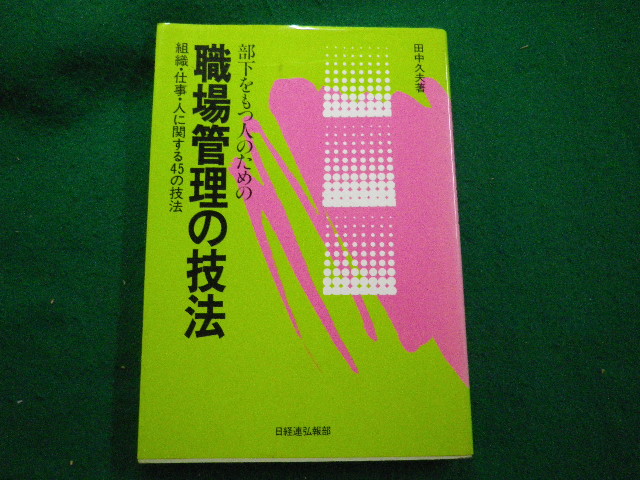 田中久夫著
部下をもつ人のための
職場管理の技法
組織・仕事・人に関する45の技法
日経連弘報部